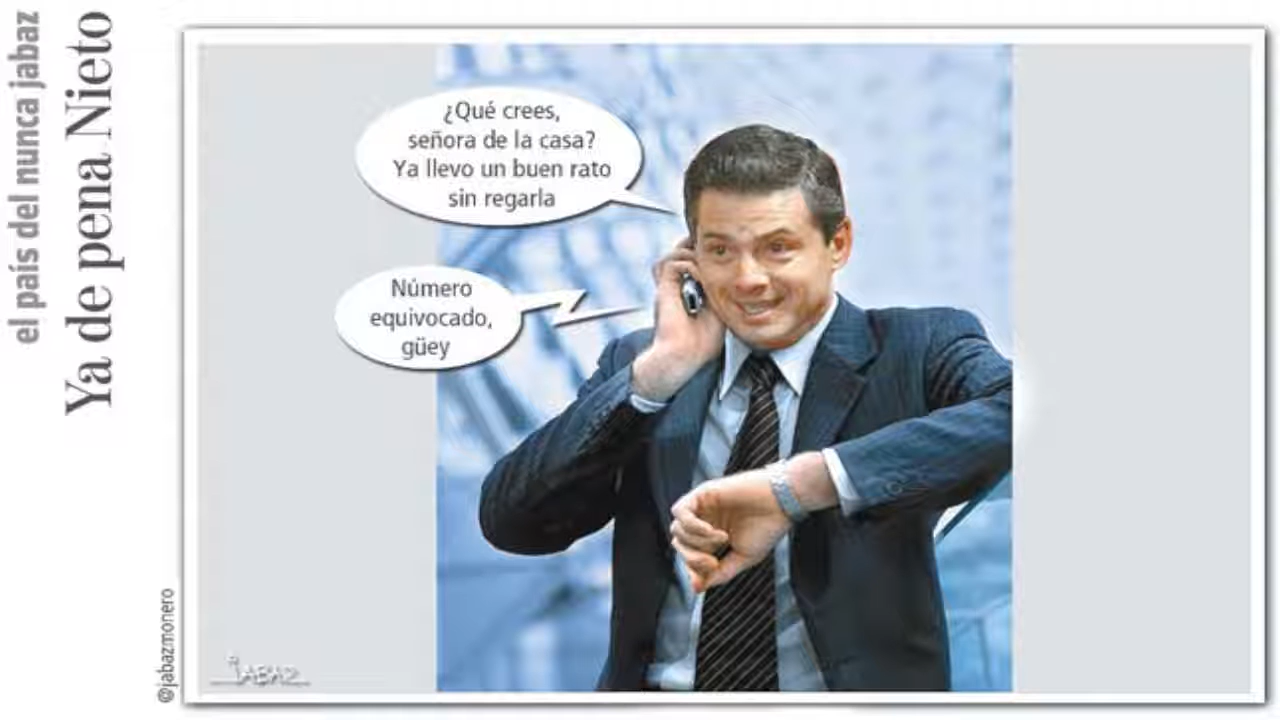 el país del nunca jabaz
Ya de pena Nieto
¿Qué crees,
señora de la casa?
Ya llevo un buen rato
sin regarla
Número
equivocado,
güey
@jabazmonero
JABAZ